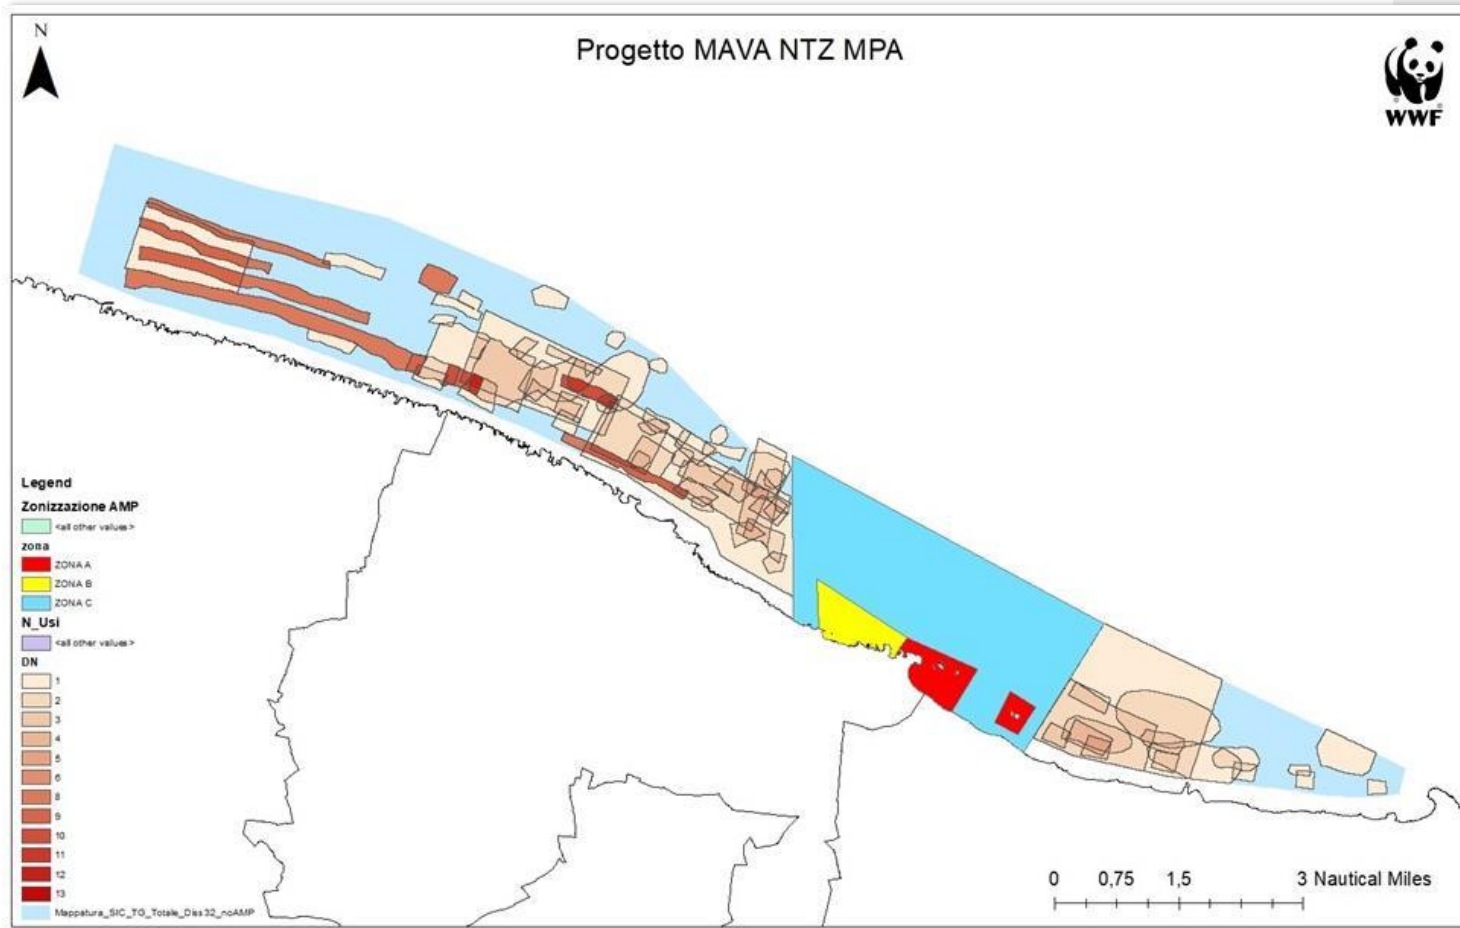 N
Progetto MAVA NTZ MPA
WWF
Legend
Zonizzazione AMP
<all other values>
zona
ZONA A
ZONA B
ZONA C
N_Usi
<all other values>
DN
1
2
3
4
5
6
8
9
10
11
12
13
Mappatura_SIC_TG_Totale_Diss32_noAMP
0 0,75 1,5 3 Nautical Miles